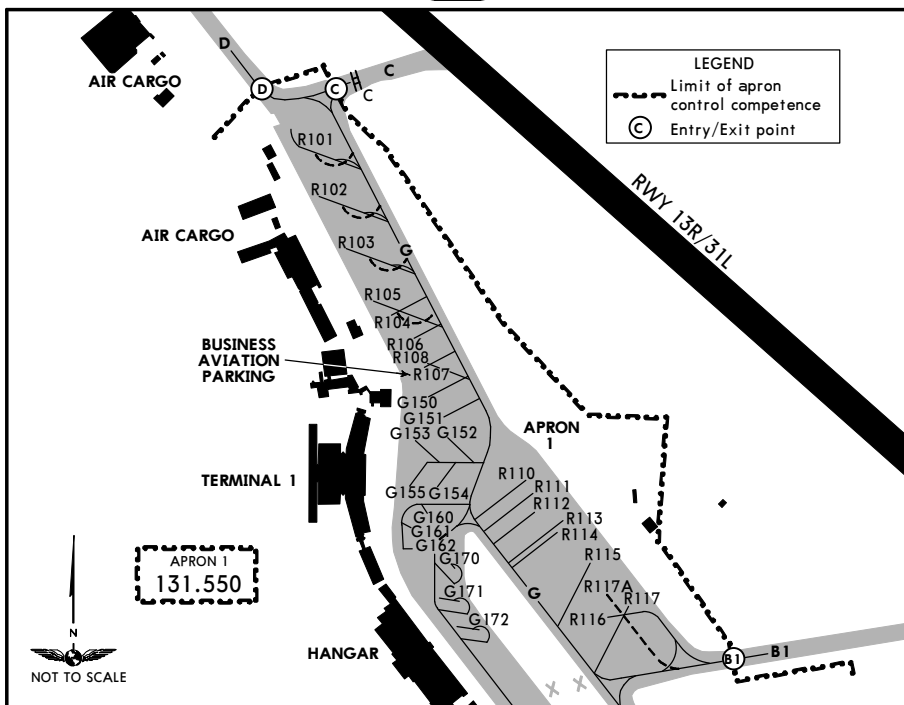 D
C
AIR CARGO
D
C
C
LEGEND
Limit of apron
control competence
C Entry/Exit point
R101
R102
RWY 13R/31L
AIR CARGO
R103
G
R105
R104
R106
R108
R107
BUSINESS
AVIATION
PARKING
G150
G151
G153 G152
APRON
1
TERMINAL 1
G155 G154
R110
R111
R112
R113
R114
G160
G161
G162
G170
R115
APRON 1
131.550
G171
G
R117A
R117
G172
R116
N
NOT TO SCALE
HANGAR
B1
B1
X X